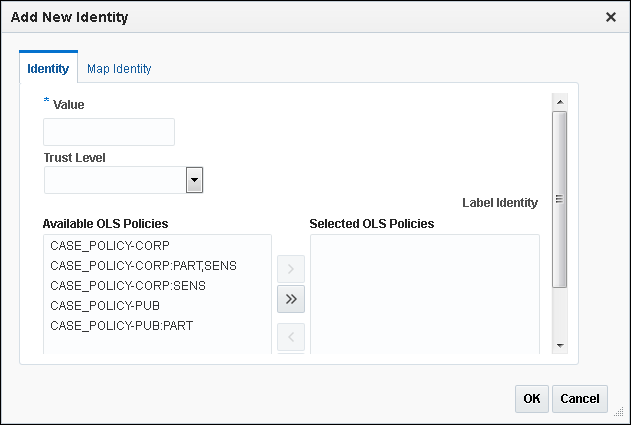 Add New Identity
Identity
Map Identity
* Value
Trust Level
Label Identity
Available OLS Policies
Selected OLS Policies
CASE_POLICY-CORP
CASE_POLICY-CORP:PART,SENS
CASE_POLICY-CORP:SENS
CASE_POLICY-PUB
CASE_POLICY-PUB:PART
OK
Cancel